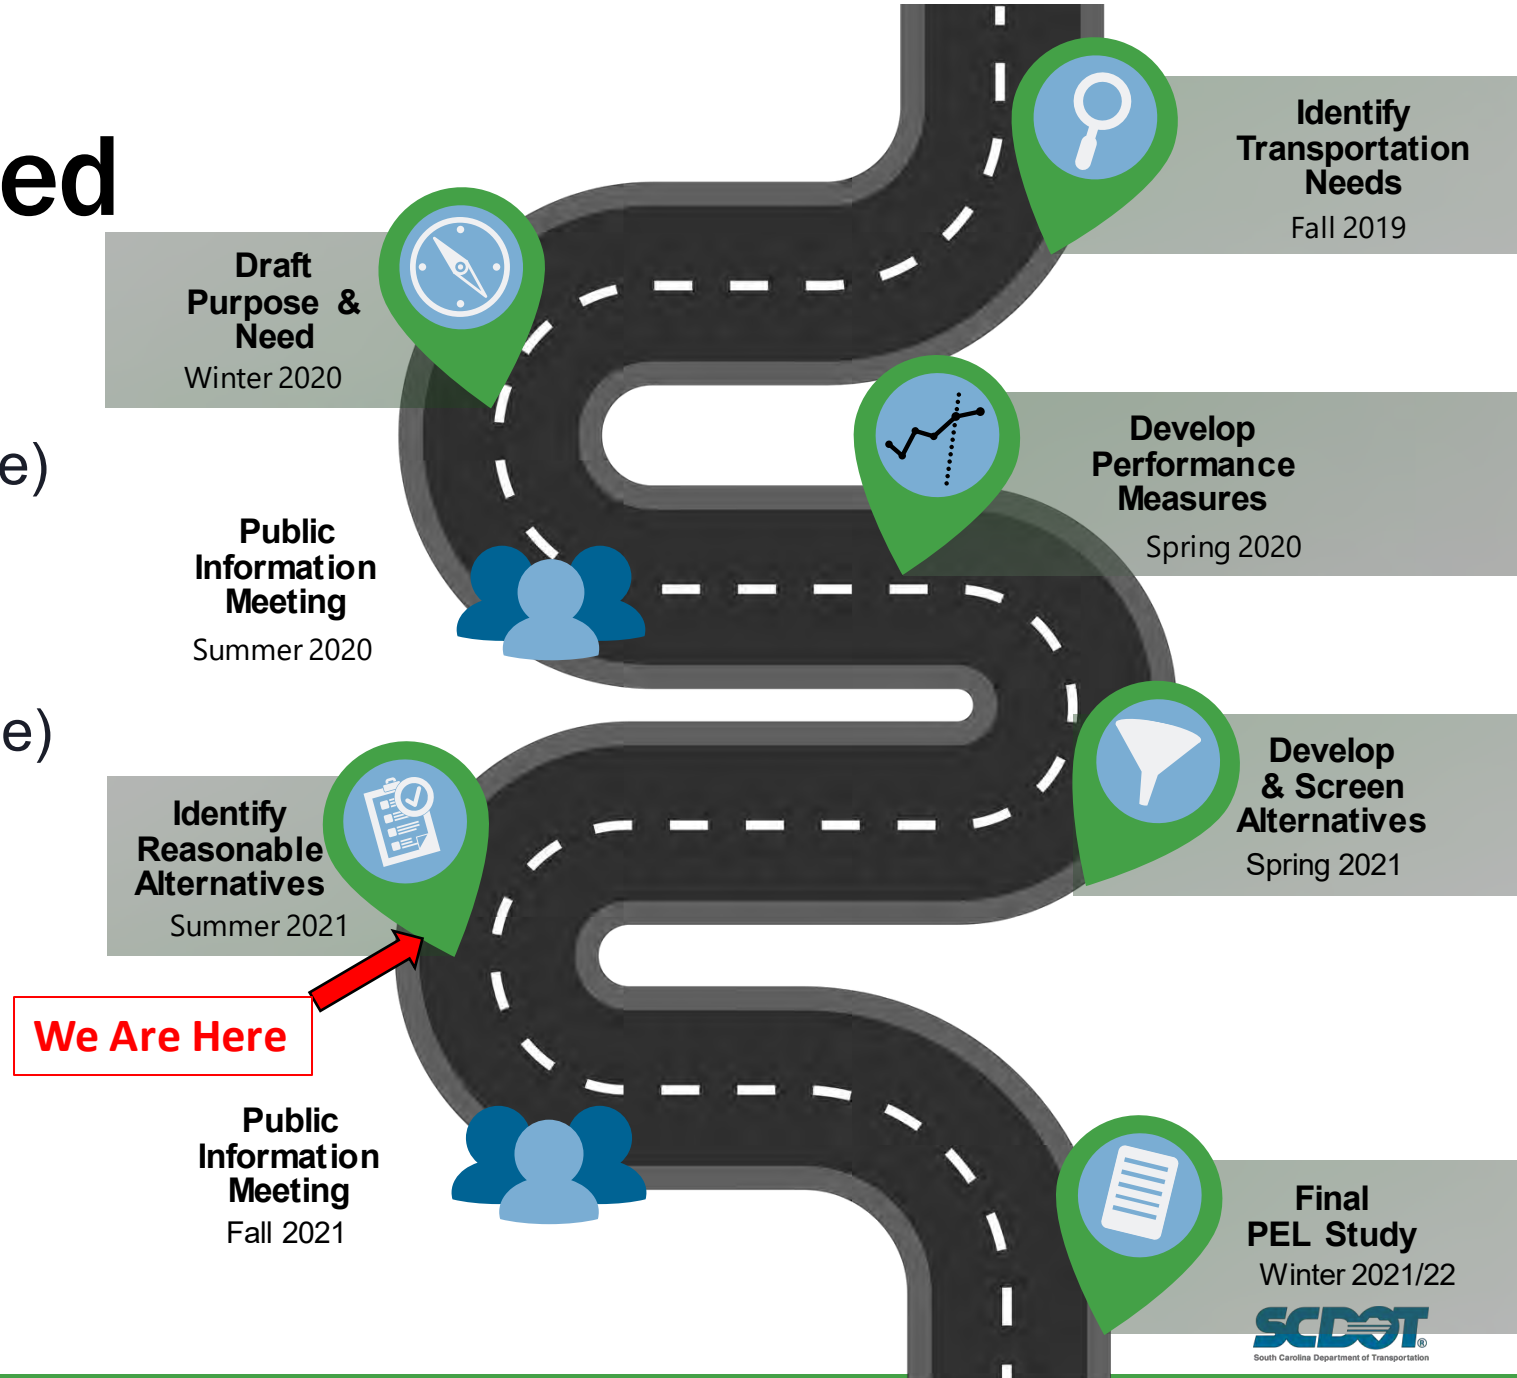 ed
Identify
Transportation
Needs
Fall 2019
Draft
Purpose & 
Need
Winter 2020
e)
Develop
Performance
Measures
Spring 2020
Public
Information
Meeting
Summer 2020
e)
Develop
& Screen
Alternatives
Spring 2021
Identify
Reasonable
Alternatives
Summer 2021
We Are Here
Public
Information
Meeting
Fall 2021
Final
PEL Study
Winter 2021/22
SCDOT®
South Carolina Department of Transportation